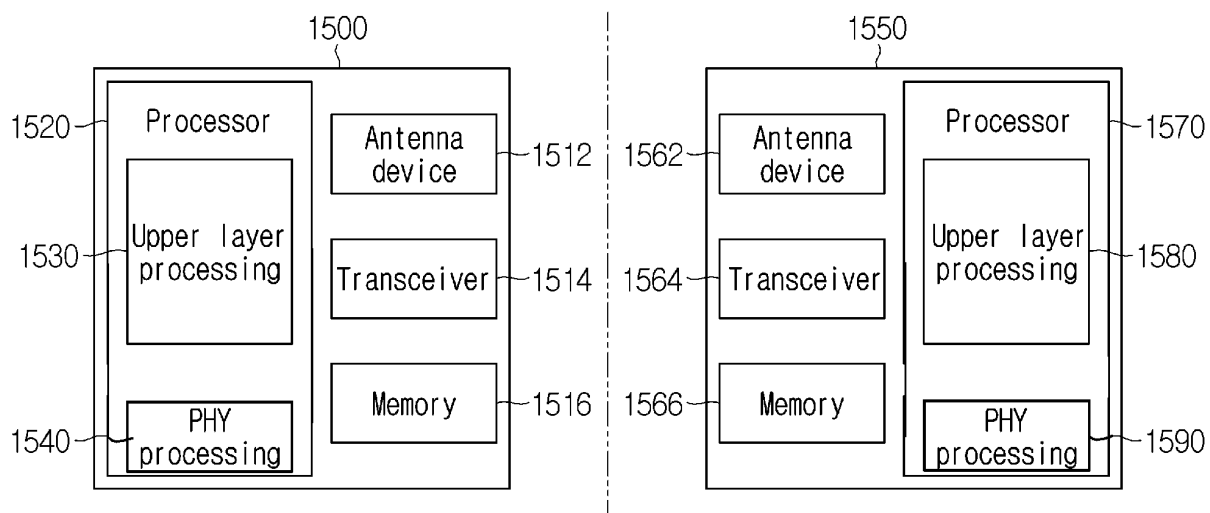 1500
1520
Processor
Upper layer
processing
1530
PHY
processing
1540
Antenna
device
1512
Transceiver
1514
Memory
1516
1550
1562
Antenna
device
1564
Transceiver
1566
Memory
Processor
1570
Upper layer
processing
1580
PHY
processing
1590